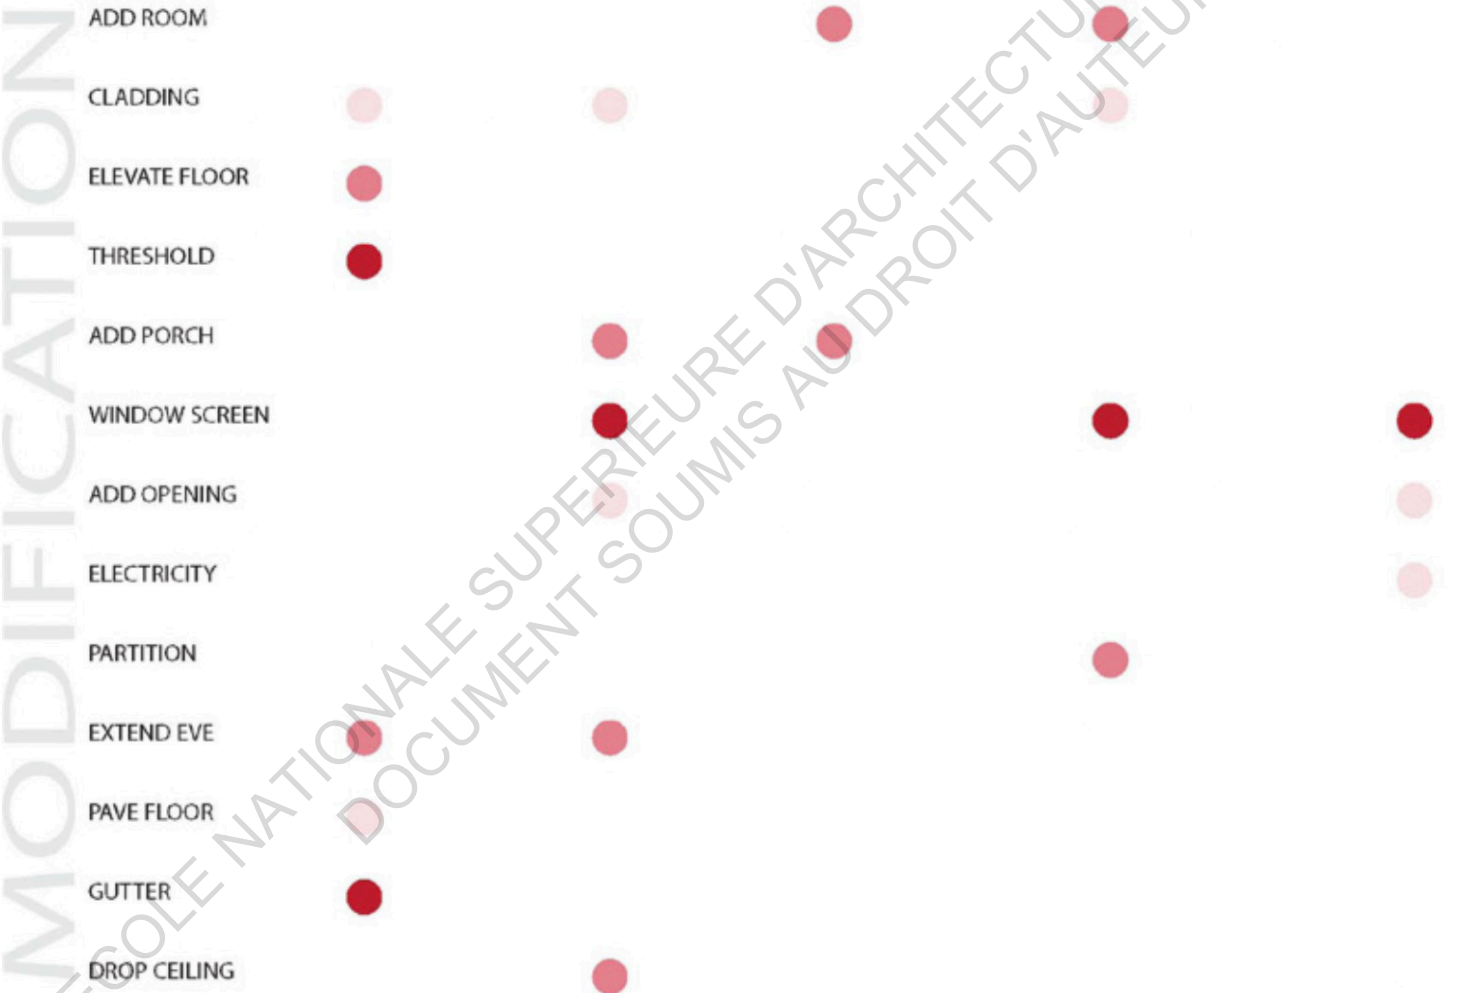 MODIFICATION
ADD ROOM
CLADDING
ELEVATE FLOOR
THRESHOLD
ADD PORCH
WINDOW SCREEN
ADD OPENING
ELECTRICITY
PARTITION
EXTEND EVE
PAVE FLOOR
GUTTER
DROP CEILING
ECOLE NATIONALE SUPERIEURE D'ARCHITECTU
DOCUMENT SOUMIS AU DROIT D'AUTEUR